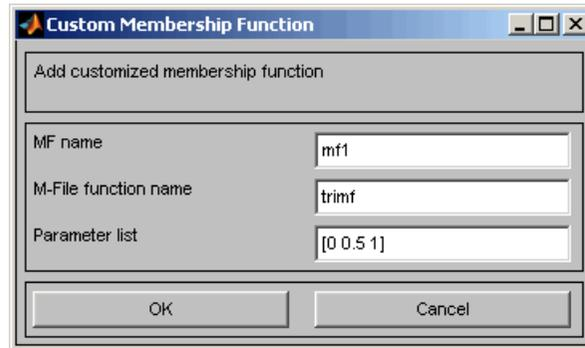 Custom Membership Function
Add customized membership function
MF name
mf1
M-File function name
trimf
Parameter list
[0 0.5 1]
OK
Cancel